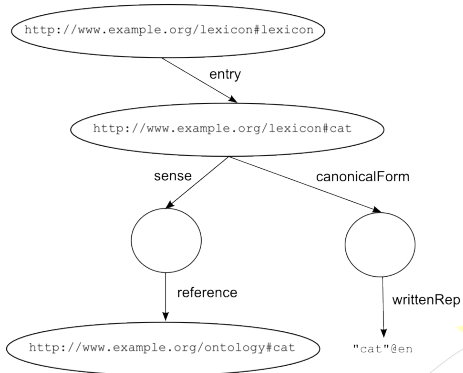 http://www.example.org/lexicon#lexicon
entry
http://www.example.org/lexicon#cat
sense
canonicalForm
reference
writtenRep
http://www.example.org/ontology#cat
"cat"@en